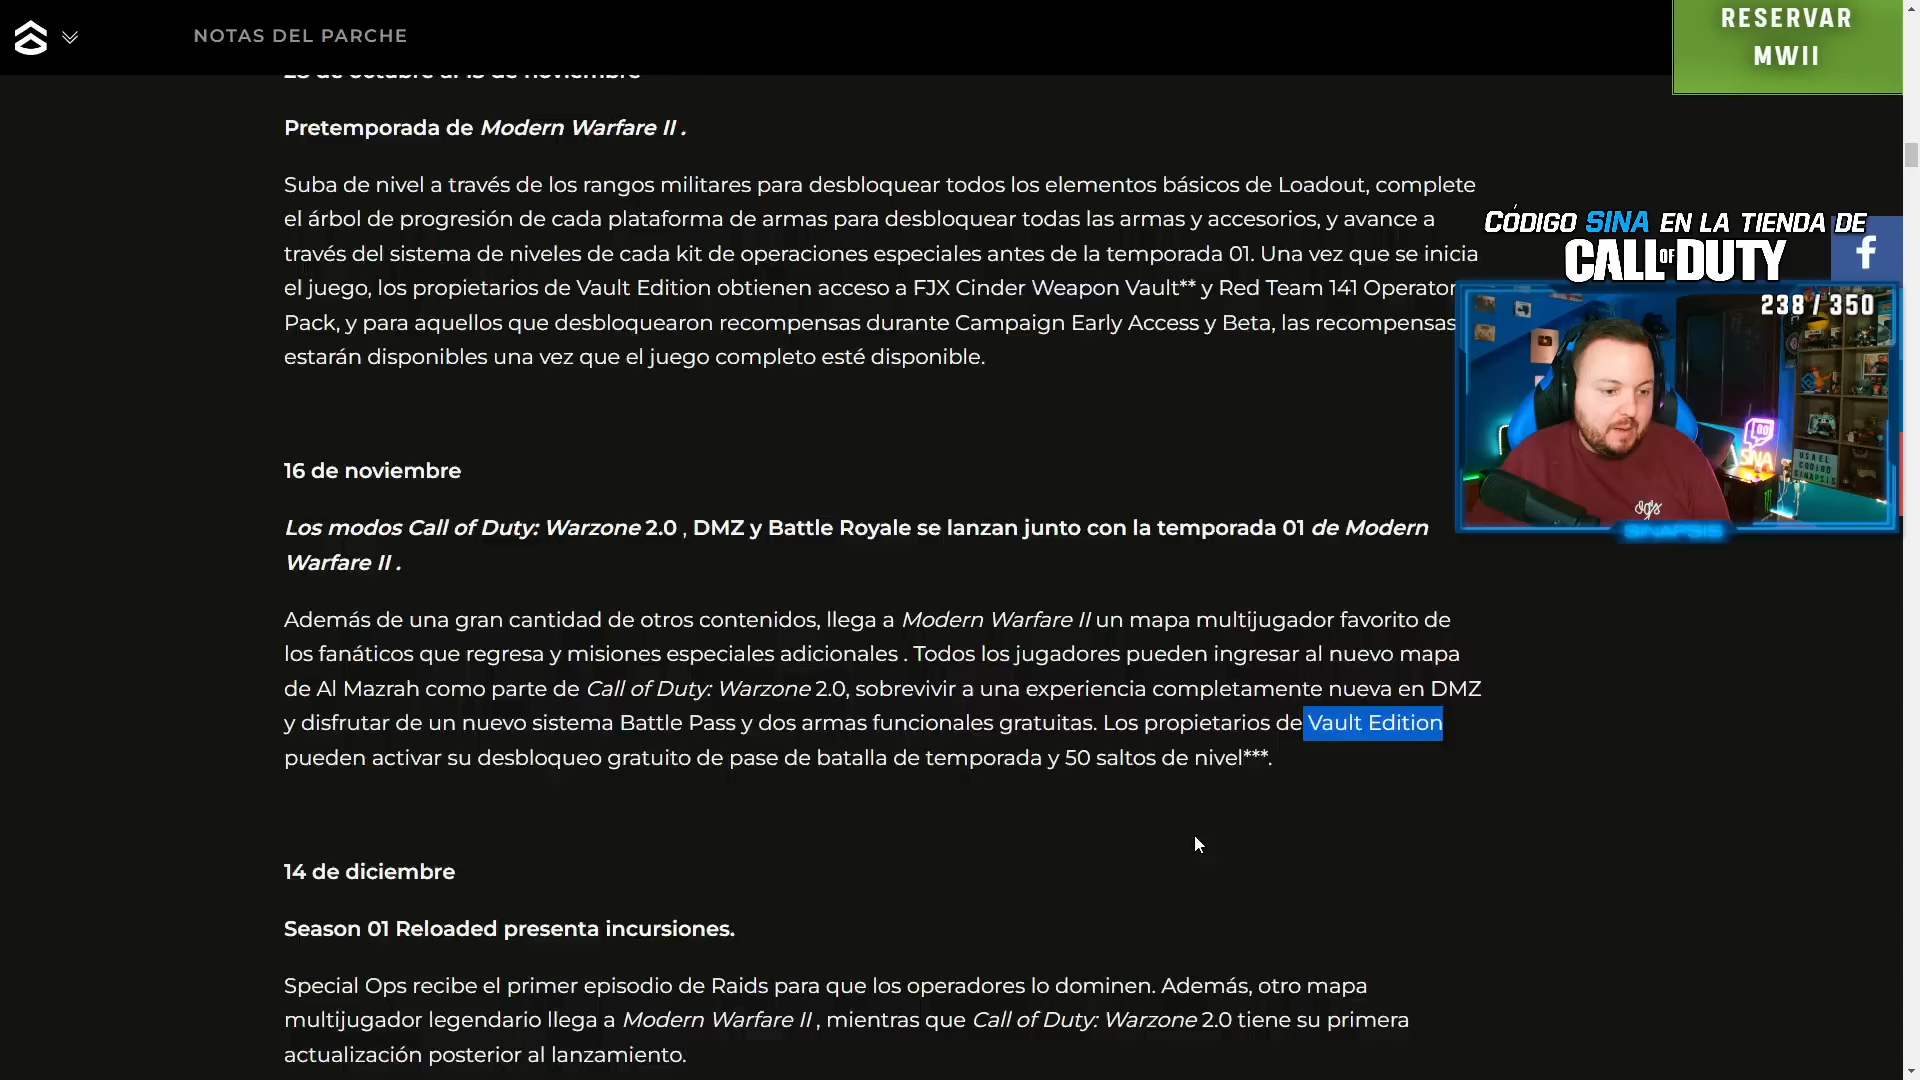 NOTAS DEL PARCHE
RESERVAR
MWII
28 de octubre al 15 de noviembre
Pretemporada de Modern Warfare II .
Suba de nivel a través de los rangos militares para desbloquear todos los elementos básicos de Loadout, complete
el árbol de progresión de cada plataforma de armas para desbloquear todas las armas y accesorios, y avance a
través del sistema de niveles de cada kit de operaciones especiales antes de la temporada 01. Una vez que se inicia
el juego, los propietarios de Vault Edition obtienen acceso a FJX Cinder Weapon Vault** y Red Team 141 Operator
Pack, y para aquellos que desbloquearon recompensas durante Campaign Early Access y Beta, las recompensas
estarán disponibles una vez que el juego completo esté disponible.
CÓDIGO SINA EN LA TIENDA DE
CALL OF DUTY
f
238 / 350
USA EL
CODIGO
SINAPSIS
SINA
SINAPSIS
16 de noviembre
Los modos Call of Duty: Warzone 2.0 , DMZ y Battle Royale se lanzan junto con la temporada 01 de Modern
Warfare II .
Además de una gran cantidad de otros contenidos, llega a Modern Warfare II un mapa multijugador favorito de
los fanáticos que regresa y misiones especiales adicionales . Todos los jugadores pueden ingresar al nuevo mapa
de Al Mazrah como parte de Call of Duty: Warzone 2.0, sobrevivir a una experiencia completamente nueva en DMZ
y disfrutar de un nuevo sistema Battle Pass y dos armas funcionales gratuitas. Los propietarios de Vault Edition
pueden activar su desbloqueo gratuito de pase de batalla de temporada y 50 saltos de nivel***.
14 de diciembre
Season 01 Reloaded presenta incursiones.
Special Ops recibe el primer episodio de Raids para que los operadores lo dominen. Además, otro mapa
multijugador legendario llega a Modern Warfare II , mientras que Call of Duty: Warzone 2.0 tiene su primera
actualización posterior al lanzamiento.